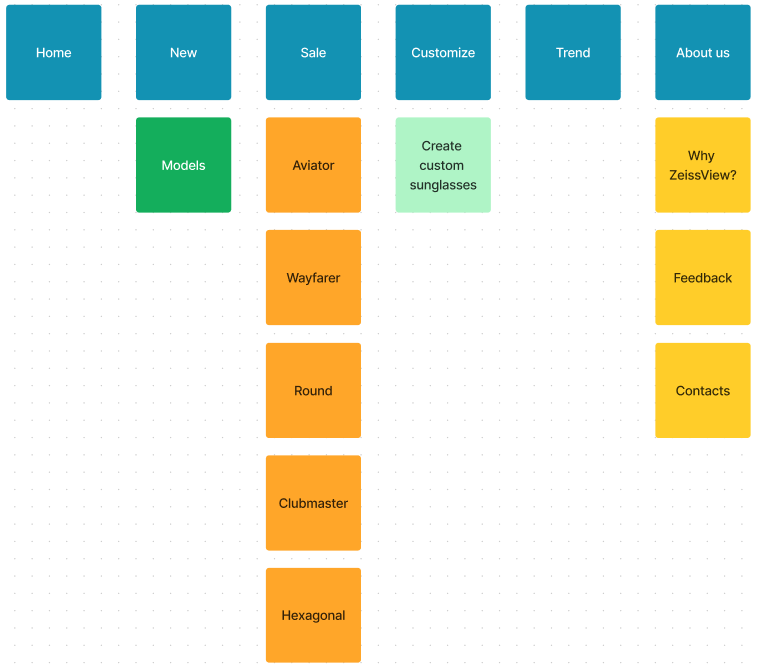 Home
New
Sale
Customize
Trend
About us
Models
Aviator
Create
custom
sunglasses
Why
ZeissView?
Wayfarer
Feedback
Round
Contacts
Clubmaster
Hexagonal